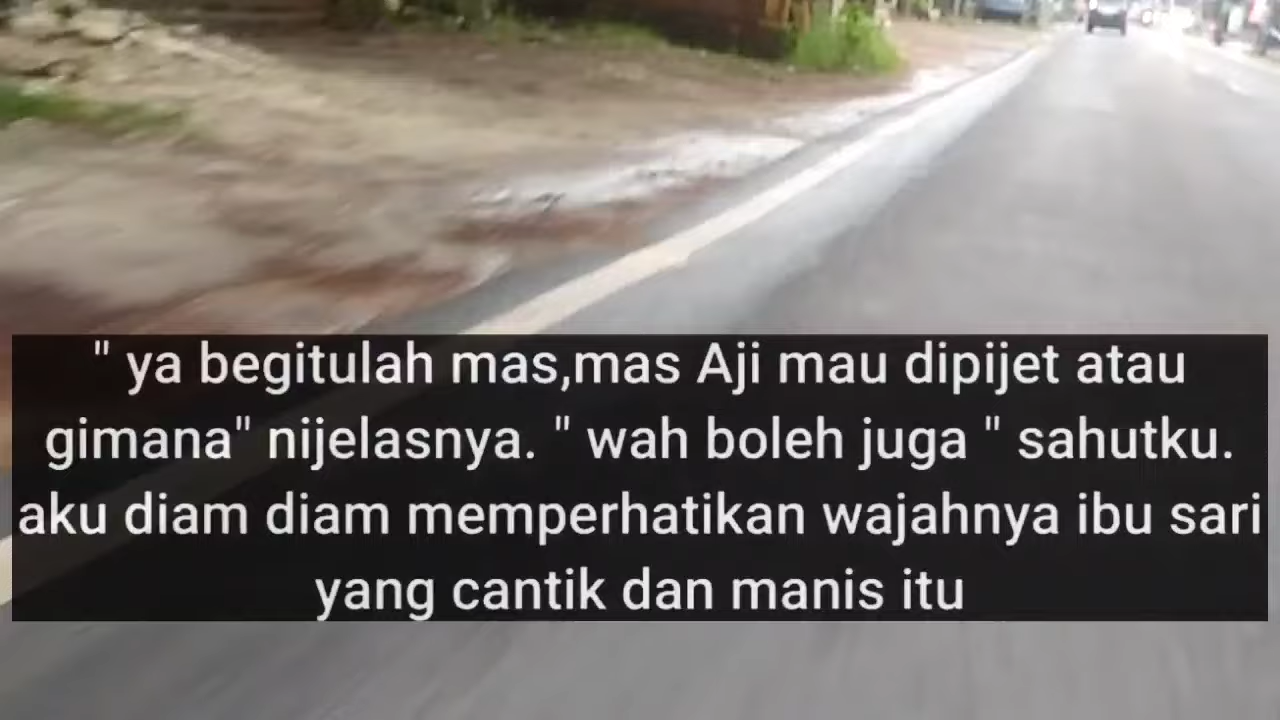 " ya begitulah mas,mas Aji mau dipijet atau
gimana" nijelasnya. " wah boleh juga " sahutku.
aku diam diam memperhatikan wajahnya ibu sari
yang cantik dan manis itu